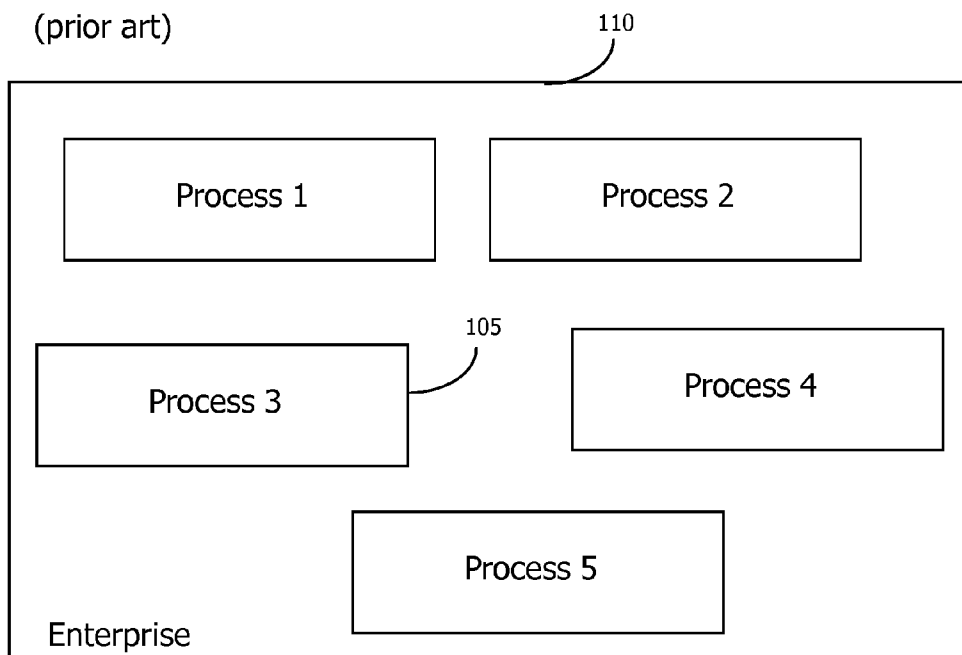 (prior art)
110
Process 1
Process 2
105
Process 3
Process 4
Process 5
Enterprise